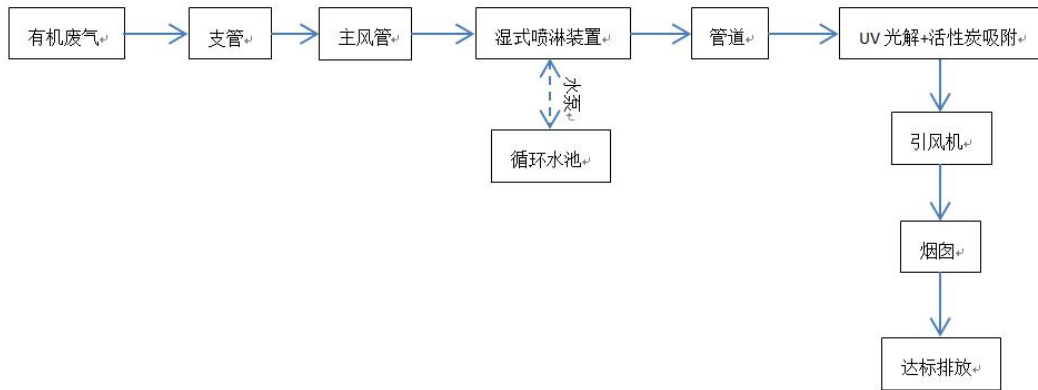 有机废气
支管
主风管
湿式喷淋装置
管道
UV 光解+活性炭吸附
水泵
循环水池
引风机
烟囱
达标排放